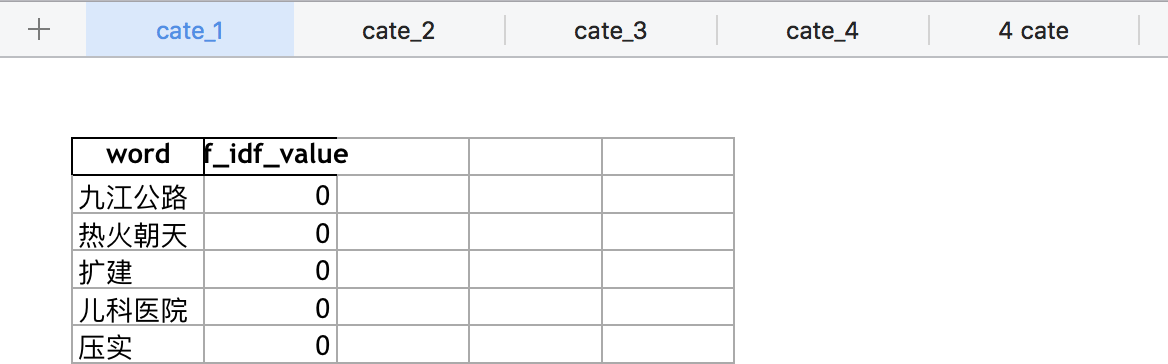 cate_1 cate_2 cate_3 cate_4 4 cate
word f_idf_value
九江公路 0
热火朝天 0
扩建 0
儿科医院 0
压实 0